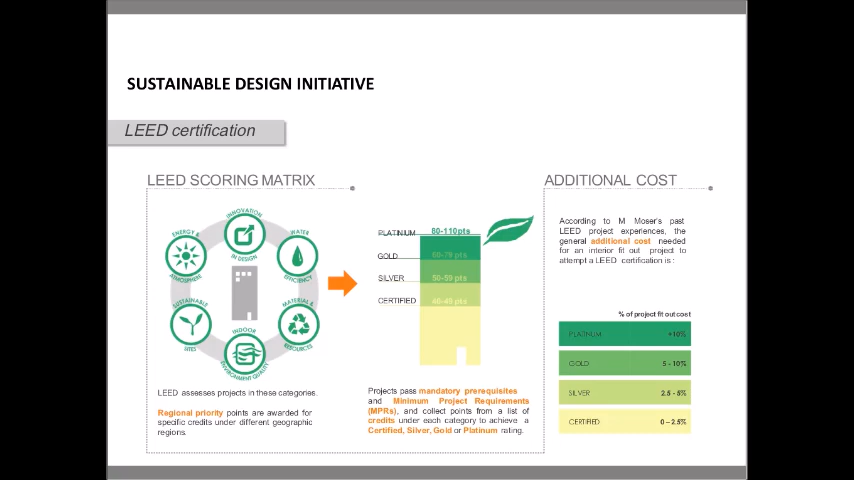 SUSTAINABLE DESIGN INITIATIVE
LEED certification
LEED SCORING MATRIX
INNOVATION
IN DESIGN
ENERGY &
ATMOSPHERE
WATER
EFFICIENCY
SUSTAINABLE
SITES
MATERIAL &
RESOURCES
INDOOR
ENVIRONMENT QUALITY
LEED assesses projects in these categories.
Regional priority points are awarded for
specific credits under different geographic
regions.
PLATINUM 80-110pts
GOLD 60-79 pts
SILVER 50-59 pts
CERTIFIED 40-49 pts
Projects pass mandatory prerequisites
and Minimum Project Requirements
(MPRs), and collect points from a list of
credits under each category to achieve a
Certified, Silver, Gold or Platinum rating.
ADDITIONAL COST
According to M Moser's past
LEED project experiences, the
general additional cost needed
for an interior fit out project to
attempt a LEED certification is :
% of project fit out cost
PLATINUM +10%
GOLD 5 - 10%
SILVER 2.5 - 5%
CERTIFIED 0 – 2.5%